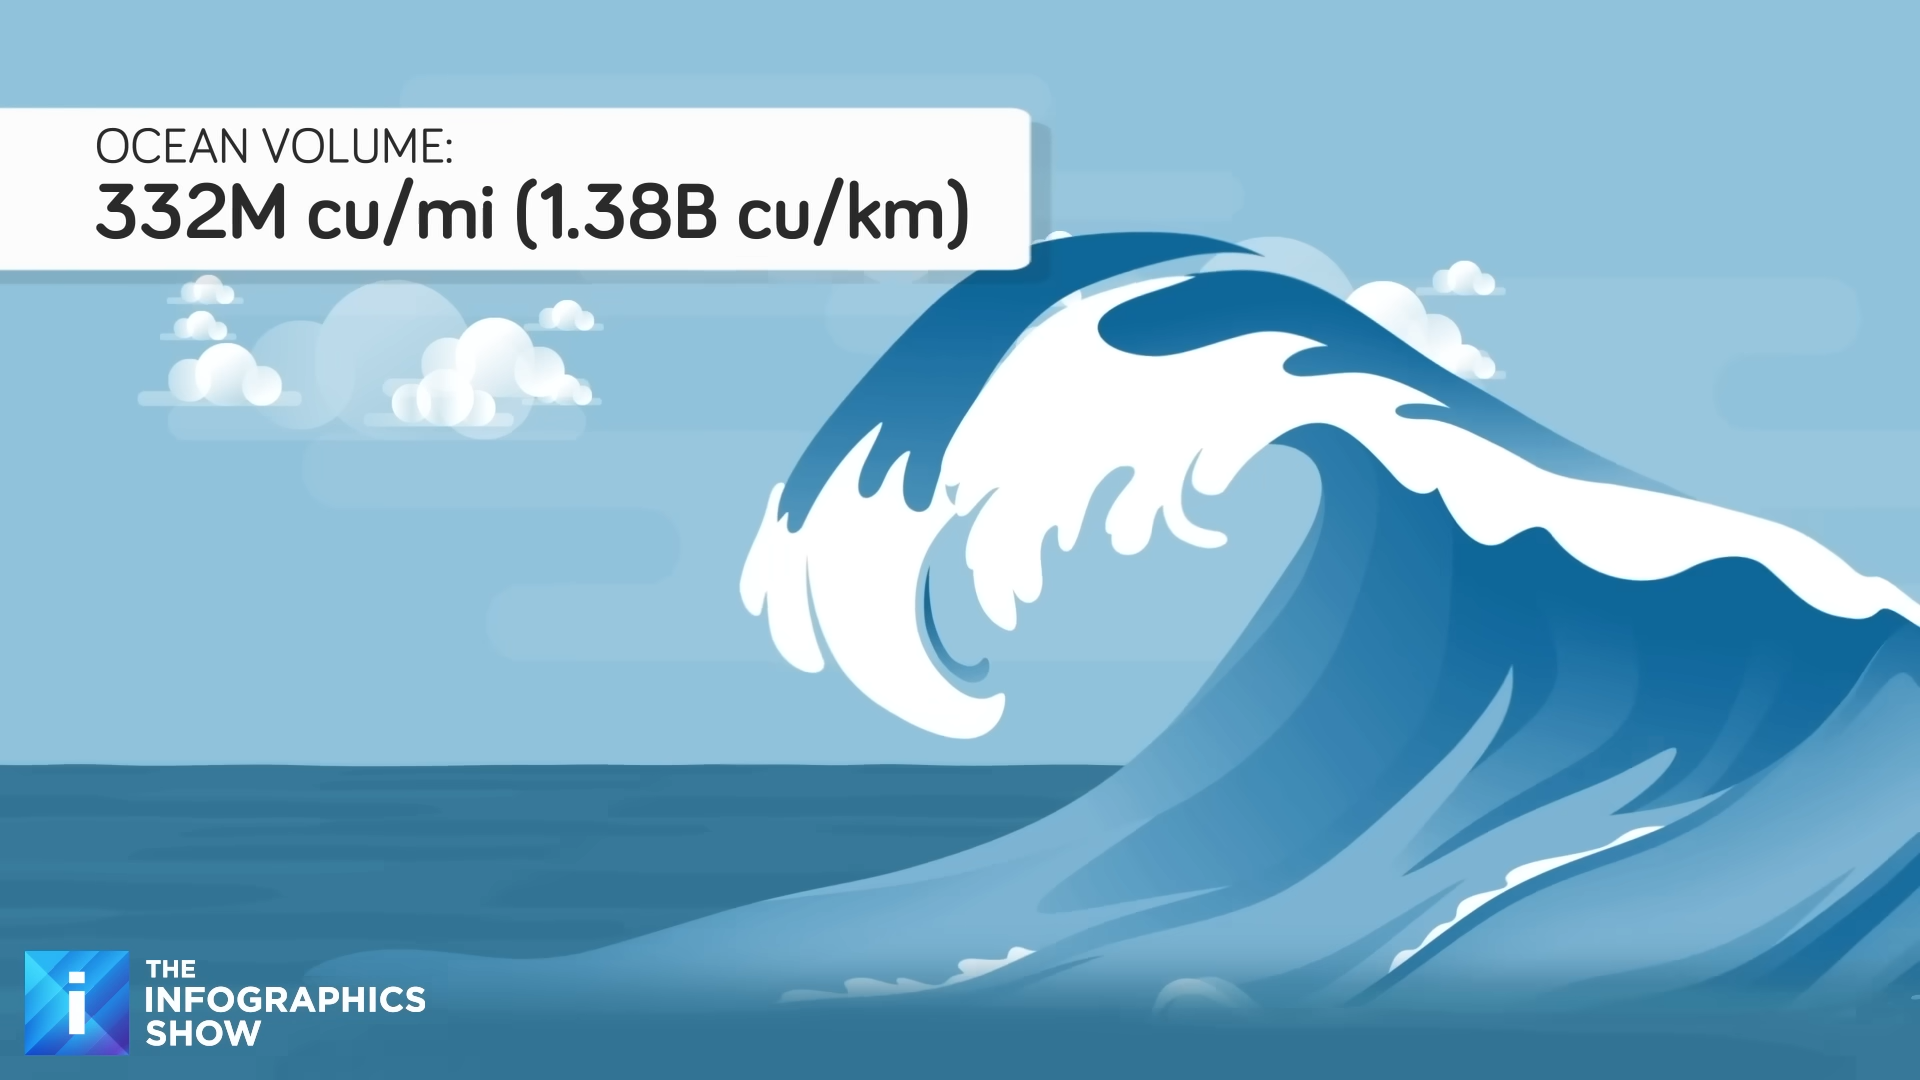 OCEAN VOLUME:
332M cu/mi (1.38B cu/km)
i
THE
INFOGRAPHICS
SHOW